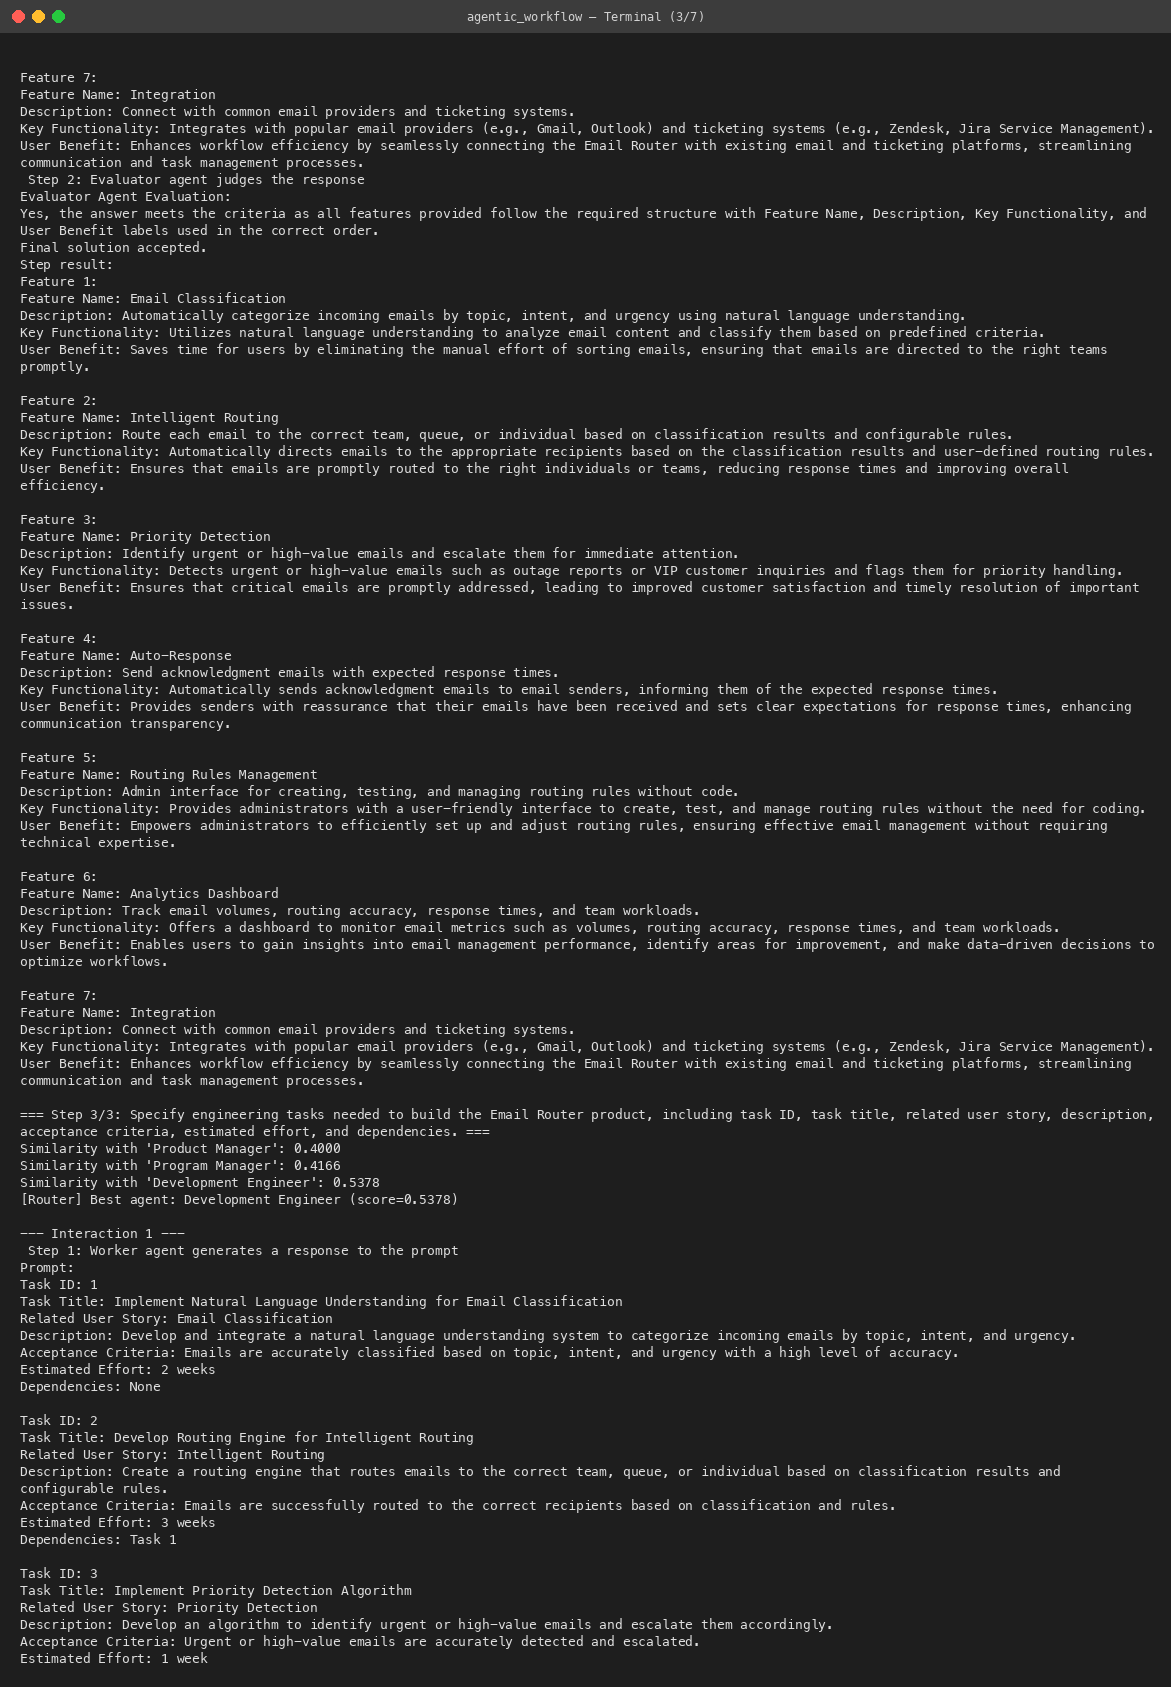 agentic_workflow — Terminal (3/7)
Feature 7:
Feature Name: Integration
Description: Connect with common email providers and ticketing systems.
Key Functionality: Integrates with popular email providers (e.g., Gmail, Outlook) and ticketing systems (e.g., Zendesk, Jira Service Management).
User Benefit: Enhances workflow efficiency by seamlessly connecting the Email Router with existing email and ticketing platforms, streamlining
communication and task management processes.
Step 2: Evaluator agent judges the response
Evaluator Agent Evaluation:
Yes, the answer meets the criteria as all features provided follow the required structure with Feature Name, Description, Key Functionality, and
User Benefit labels used in the correct order.
Final solution accepted.
Step result:
Feature 1:
Feature Name: Email Classification
Description: Automatically categorize incoming emails by topic, intent, and urgency using natural language understanding.
Key Functionality: Utilizes natural language understanding to analyze email content and classify them based on predefined criteria.
User Benefit: Saves time for users by eliminating the manual effort of sorting emails, ensuring that emails are directed to the right teams
promptly.
Feature 2:
Feature Name: Intelligent Routing
Description: Route each email to the correct team, queue, or individual based on classification results and configurable rules.
Key Functionality: Automatically directs emails to the appropriate recipients based on the classification results and user-defined routing rules.
User Benefit: Ensures that emails are promptly routed to the right individuals or teams, reducing response times and improving overall
efficiency.
Feature 3:
Feature Name: Priority Detection
Description: Identify urgent or high-value emails and escalate them for immediate attention.
Key Functionality: Detects urgent or high-value emails such as outage reports or VIP customer inquiries and flags them for priority handling.
User Benefit: Ensures that critical emails are promptly addressed, leading to improved customer satisfaction and timely resolution of important
issues.
Feature 4:
Feature Name: Auto-Response
Description: Send acknowledgment emails with expected response times.
Key Functionality: Automatically sends acknowledgment emails to email senders, informing them of the expected response times.
User Benefit: Provides senders with reassurance that their emails have been received and sets clear expectations for response times, enhancing
communication transparency.
Feature 5:
Feature Name: Routing Rules Management
Description: Admin interface for creating, testing, and managing routing rules without code.
Key Functionality: Provides administrators with a user-friendly interface to create, test, and manage routing rules without the need for coding.
User Benefit: Empowers administrators to efficiently set up and adjust routing rules, ensuring effective email management without requiring
technical expertise.
Feature 6:
Feature Name: Analytics Dashboard
Description: Track email volumes, routing accuracy, response times, and team workloads.
Key Functionality: Offers a dashboard to monitor email metrics such as volumes, routing accuracy, response times, and team workloads.
User Benefit: Enables users to gain insights into email management performance, identify areas for improvement, and make data-driven decisions to
optimize workflows.
Feature 7:
Feature Name: Integration
Description: Connect with common email providers and ticketing systems.
Key Functionality: Integrates with popular email providers (e.g., Gmail, Outlook) and ticketing systems (e.g., Zendesk, Jira Service Management).
User Benefit: Enhances workflow efficiency by seamlessly connecting the Email Router with existing email and ticketing platforms, streamlining
communication and task management processes.
=== Step 3/3: Specify engineering tasks needed to build the Email Router product, including task ID, task title, related user story, description,
acceptance criteria, estimated effort, and dependencies. ===
Similarity with 'Product Manager': 0.4000
Similarity with 'Program Manager': 0.4166
Similarity with 'Development Engineer': 0.5378
[Router] Best agent: Development Engineer (score=0.5378)
--- Interaction 1 ---
Step 1: Worker agent generates a response to the prompt
Prompt:
Task ID: 1
Task Title: Implement Natural Language Understanding for Email Classification
Related User Story: Email Classification
Description: Develop and integrate a natural language understanding system to categorize incoming emails by topic, intent, and urgency.
Acceptance Criteria: Emails are accurately classified based on topic, intent, and urgency with a high level of accuracy.
Estimated Effort: 2 weeks
Dependencies: None
Task ID: 2
Task Title: Develop Routing Engine for Intelligent Routing
Related User Story: Intelligent Routing
Description: Create a routing engine that routes emails to the correct team, queue, or individual based on classification results and
configurable rules.
Acceptance Criteria: Emails are successfully routed to the correct recipients based on classification and rules.
Estimated Effort: 3 weeks
Dependencies: Task 1
Task ID: 3
Task Title: Implement Priority Detection Algorithm
Related User Story: Priority Detection
Description: Develop an algorithm to identify urgent or high-value emails and escalate them accordingly.
Acceptance Criteria: Urgent or high-value emails are accurately detected and escalated.
Estimated Effort: 1 week